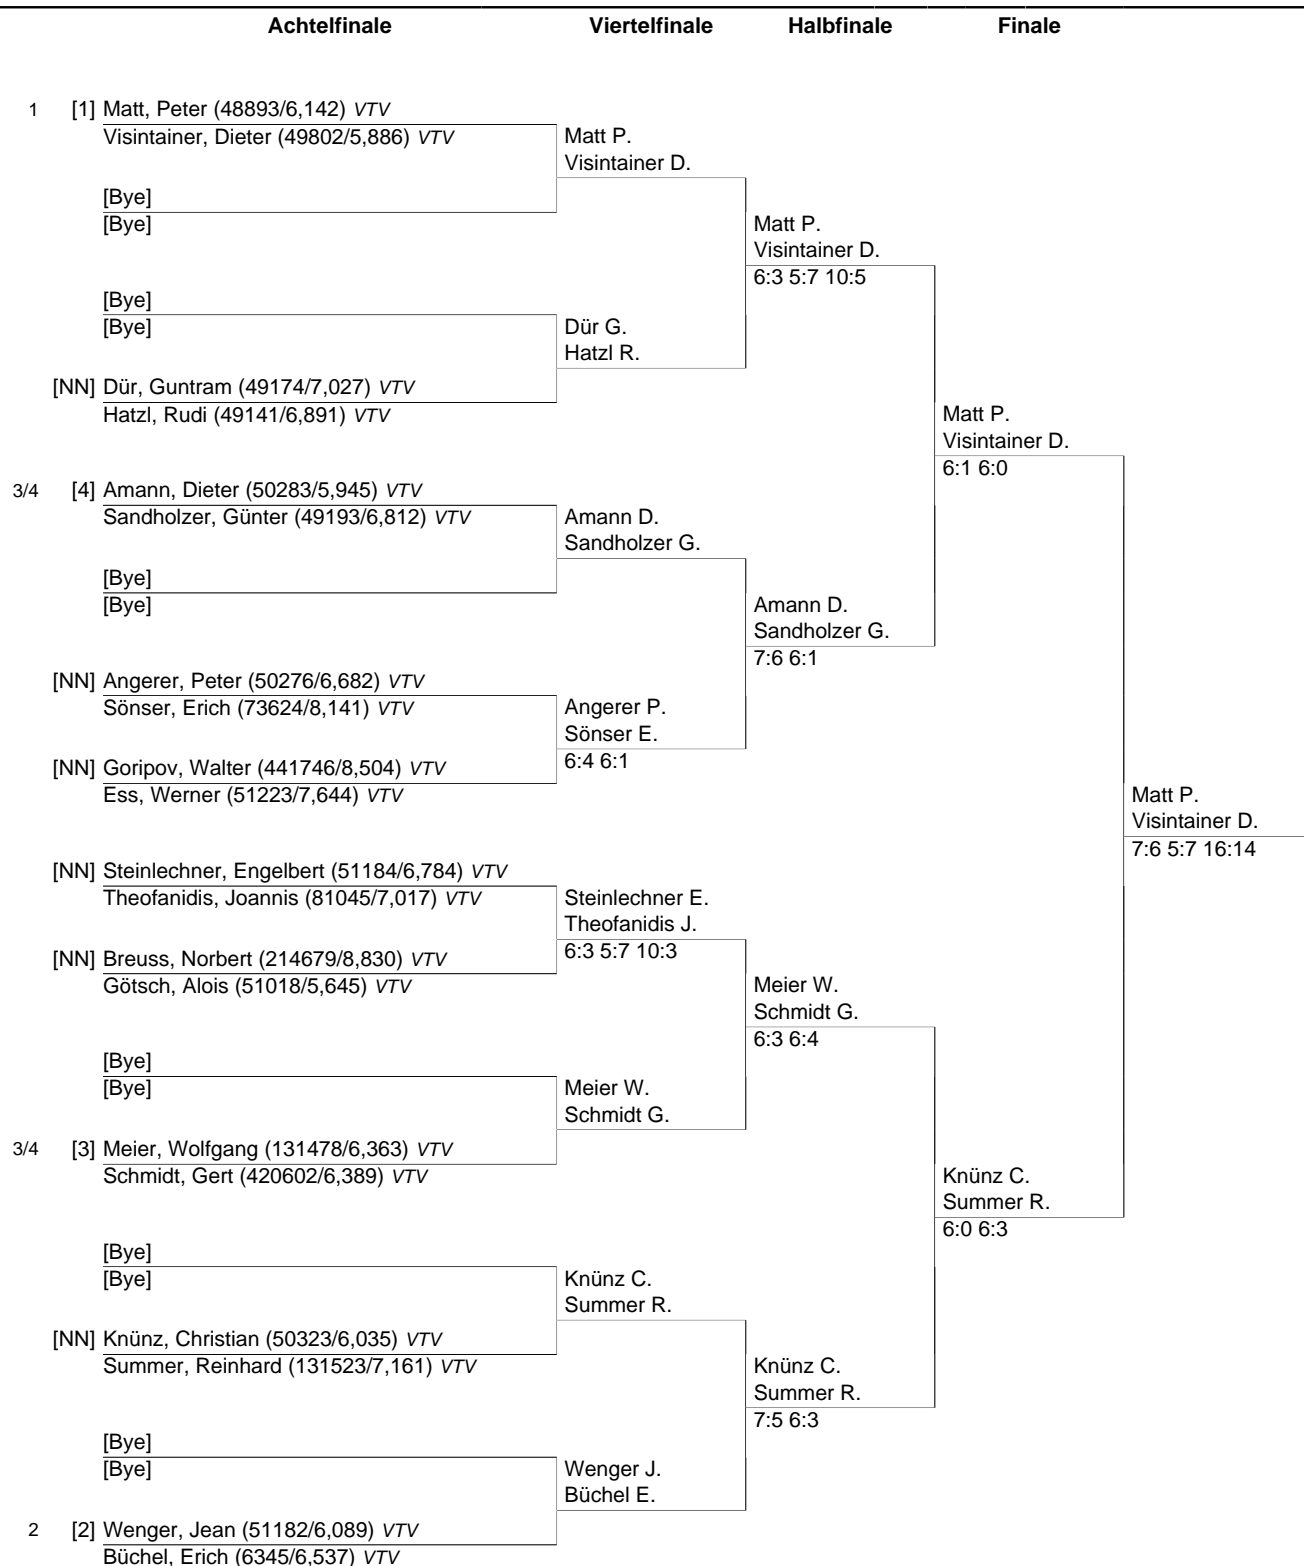 Achtelfinale Viertelfinale Halbfinale Finale
1 [1] Matt, Peter (48893/6,142) VTV
Visintainer, Dieter (49802/5,886) VTV
Matt P.
Visintainer D.
[Bye]
[Bye]
Matt P.
Visintainer D.
6:3 5:7 10:5
[Bye]
[Bye]
Dür G.
Hatzl R.
[NN] Dür, Guntram (49174/7,027) VTV
Hatzl, Rudi (49141/6,891) VTV
Matt P.
Visintainer D.
6:1 6:0
3/4 [4] Amann, Dieter (50283/5,945) VTV
Sandholzer, Günter (49193/6,812) VTV
Amann D.
Sandholzer G.
[Bye]
[Bye]
Amann D.
Sandholzer G.
7:6 6:1
[NN] Angerer, Peter (50276/6,682) VTV
Sönser, Erich (73624/8,141) VTV
Angerer P.
Sönser E.
6:4 6:1
[NN] Goripov, Walter (441746/8,504) VTV
Ess, Werner (51223/7,644) VTV
Matt P.
Visintainer D.
7:6 5:7 16:14
[NN] Steinlechner, Engelbert (51184/6,784) VTV
Theofanidis, Joannis (81045/7,017) VTV
Steinlechner E.
Theofanidis J.
6:3 5:7 10:3
[NN] Breuss, Norbert (214679/8,830) VTV
Götsch, Alois (51018/5,645) VTV
Meier W.
Schmidt G.
6:3 6:4
[Bye]
[Bye]
Meier W.
Schmidt G.
3/4 [3] Meier, Wolfgang (131478/6,363) VTV
Schmidt, Gert (420602/6,389) VTV
Knünz C.
Summer R.
6:0 6:3
[Bye]
[Bye]
Knünz C.
Summer R.
[NN] Knünz, Christian (50323/6,035) VTV
Summer, Reinhard (131523/7,161) VTV
Knünz C.
Summer R.
7:5 6:3
[Bye]
[Bye]
Wenger J.
Büchel E.
2 [2] Wenger, Jean (51182/6,089) VTV
Büchel, Erich (6345/6,537) VTV